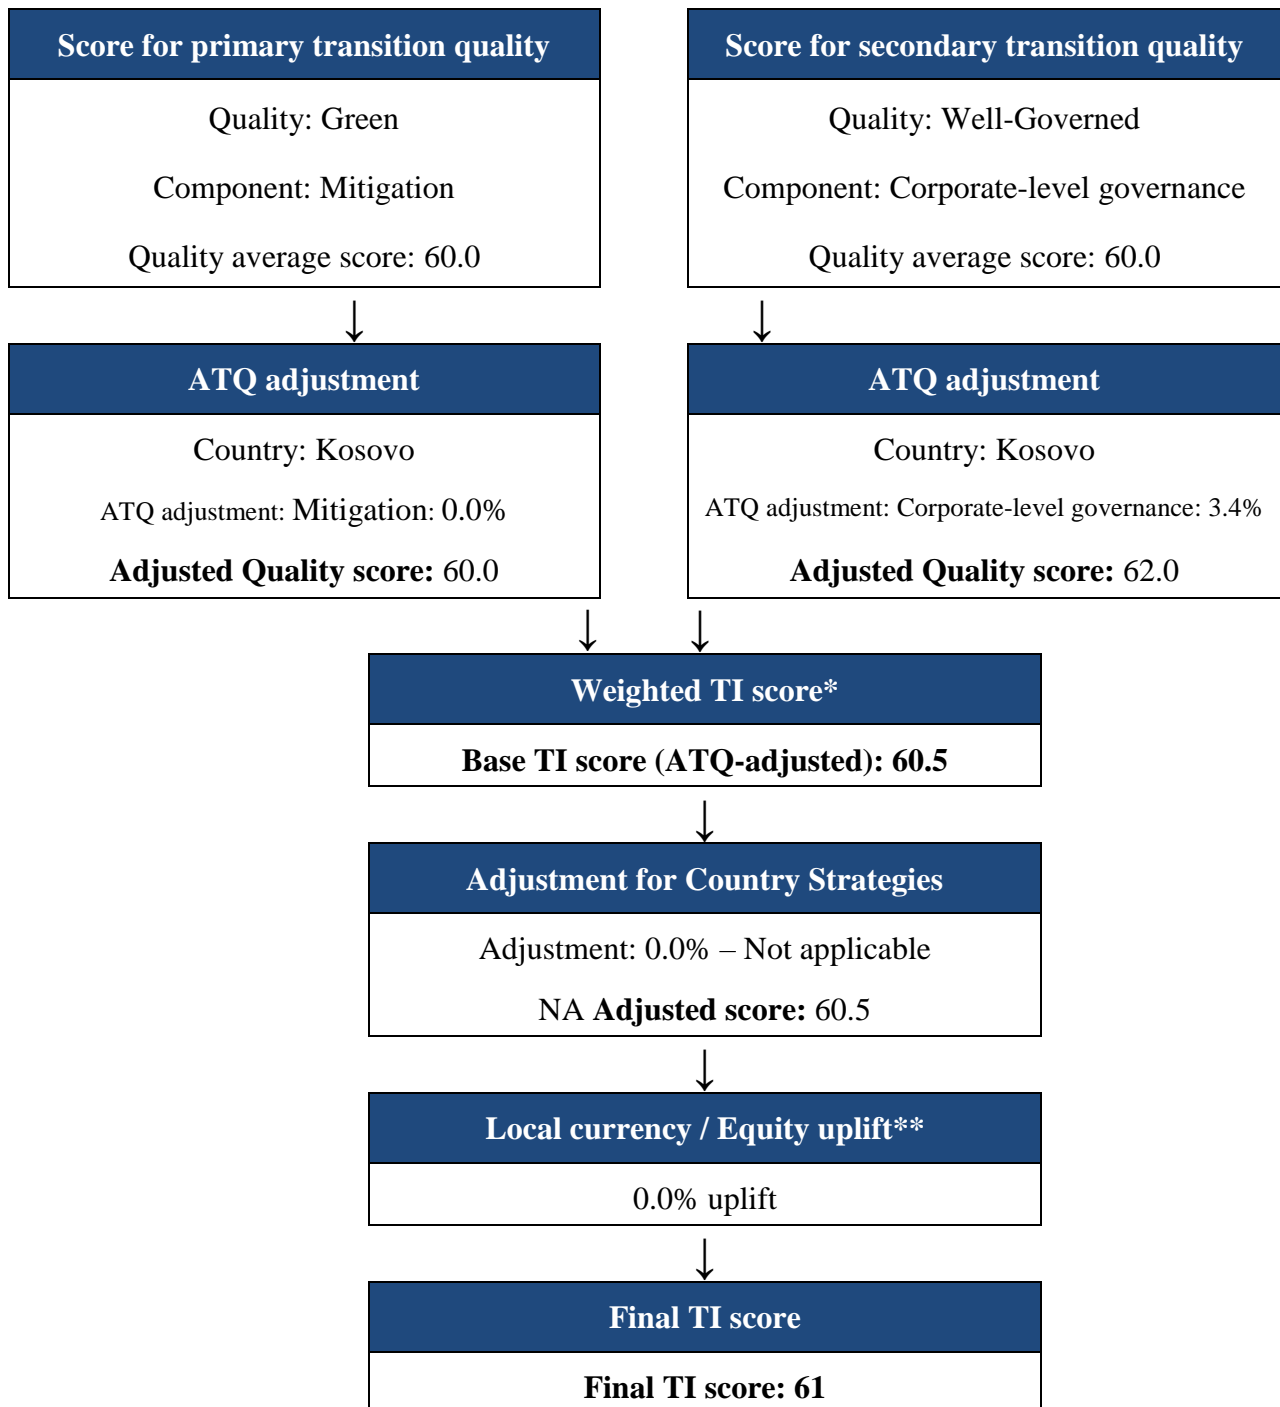 Score for primary transition quality
Quality: Green
Component: Mitigation
Quality average score: 60.0
Score for secondary transition quality
Quality: Well-Governed
Component: Corporate-level governance
Quality average score: 60.0
↓
↓
ATQ adjustment
Country: Kosovo
ATQ adjustment: Mitigation: 0.0%
Adjusted Quality score: 60.0
ATQ adjustment
Country: Kosovo
ATQ adjustment: Corporate-level governance: 3.4%
Adjusted Quality score: 62.0
↓ ↓
Weighted TI score*
Base TI score (ATQ-adjusted): 60.5
↓
Adjustment for Country Strategies
Adjustment: 0.0% – Not applicable
NA Adjusted score: 60.5
↓
Local currency / Equity uplift**
0.0% uplift
↓
Final TI score
Final TI score: 61